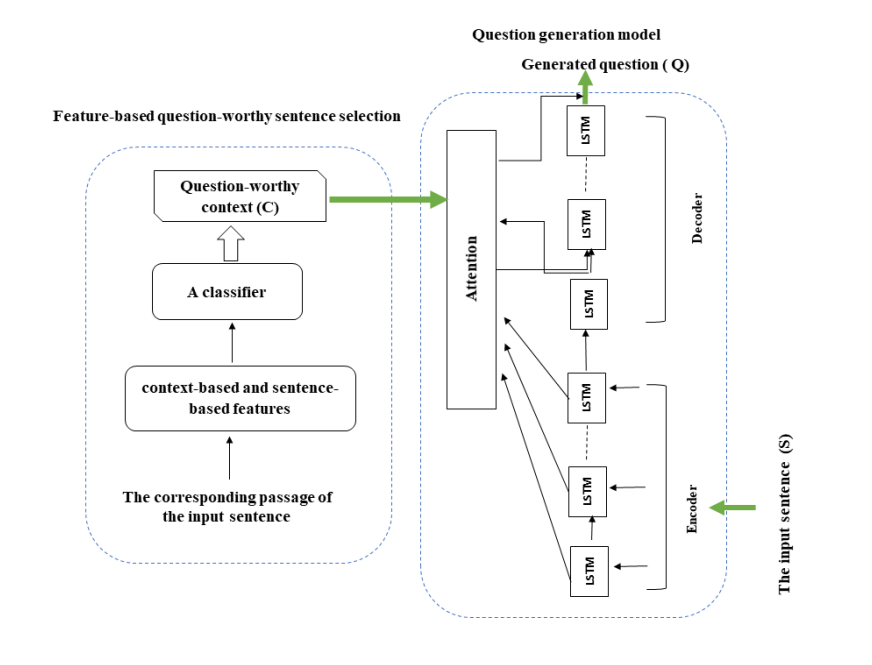 Question generation model
Generated question ( Q)
Feature-based question-worthy sentence selection
Question-worthy
context (C)
A classifier
context-based and sentence-
based features
The corresponding passage of
the input sentence
Attention
LSTM
LSTM
LSTM
LSTM
LSTM
LSTM
Decoder
Encoder
The input sentence (S)